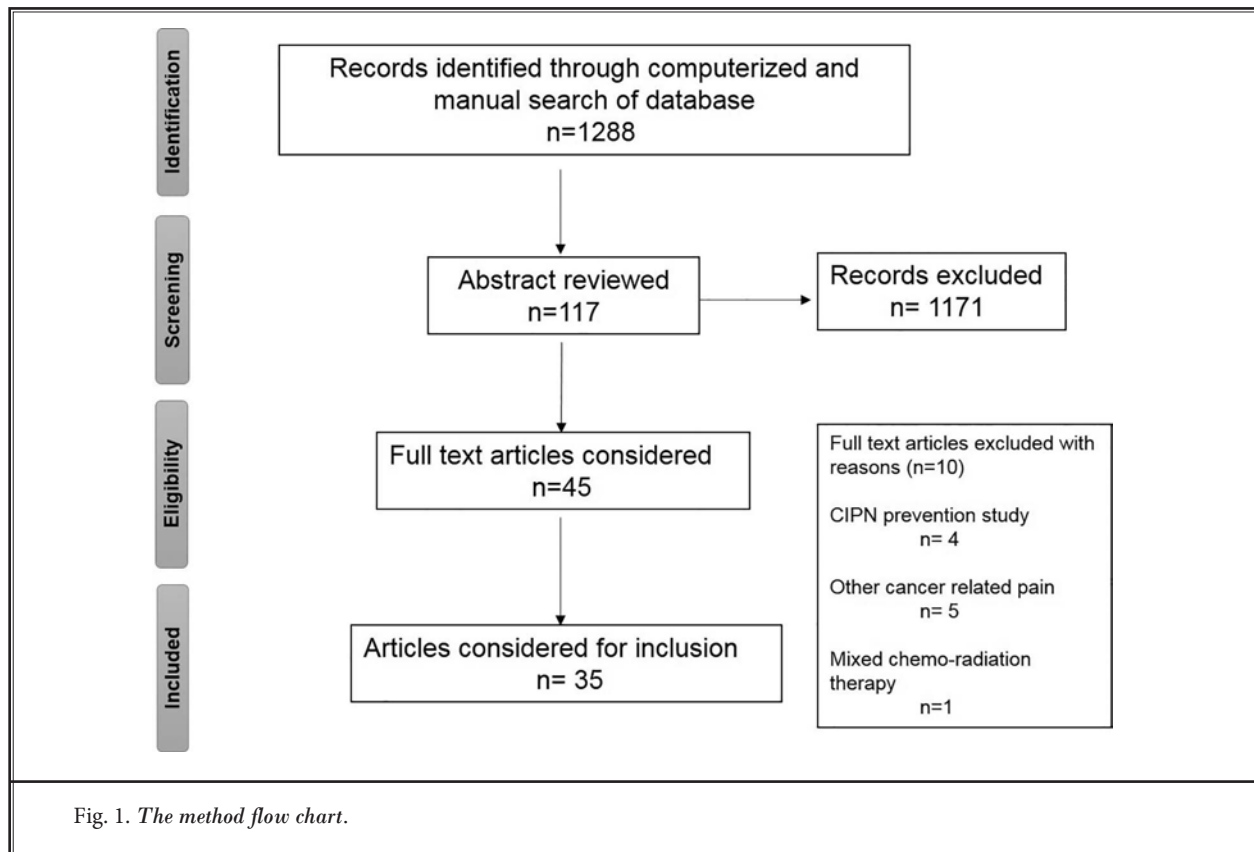 Identification
Records identified through computerized and
manual search of database
n=1288
Screening
Abstract reviewed
n=117
Records excluded
n= 1171
Eligibility
Full text articles considered
n=45
Full text articles excluded with
reasons (n=10)
CIPN prevention study
n= 4
Other cancer related pain
n= 5
Mixed chemo-radiation
therapy
n=1
Included
Articles considered for inclusion
n= 35
Fig. 1. The method flow chart.